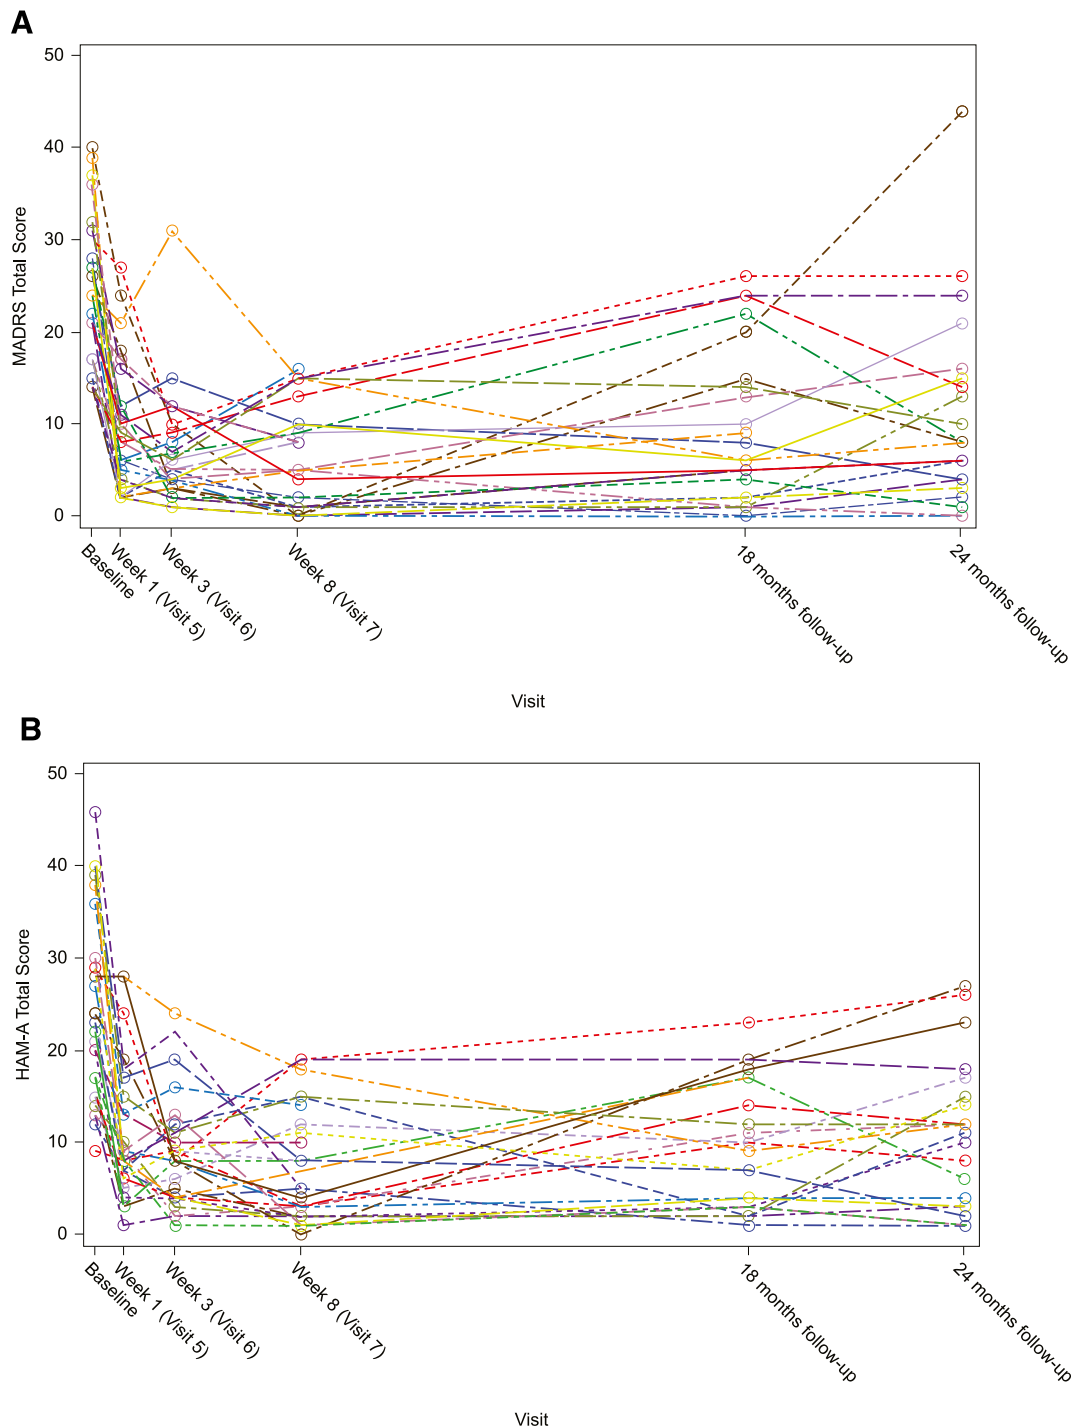 A
50
40
30
20
10
0
MADRS Total Score
Baseline
Week 1 (Visit 5)
Week 3 (Visit 6)
Week 8 (Visit 7)
18 months follow-up
24 months follow-up
Visit
B
50
40
30
20
10
0
HAM-A Total Score
Baseline
Week 1 (Visit 5)
Week 3 (Visit 6)
Week 8 (Visit 7)
18 months follow-up
24 months follow-up
Visit